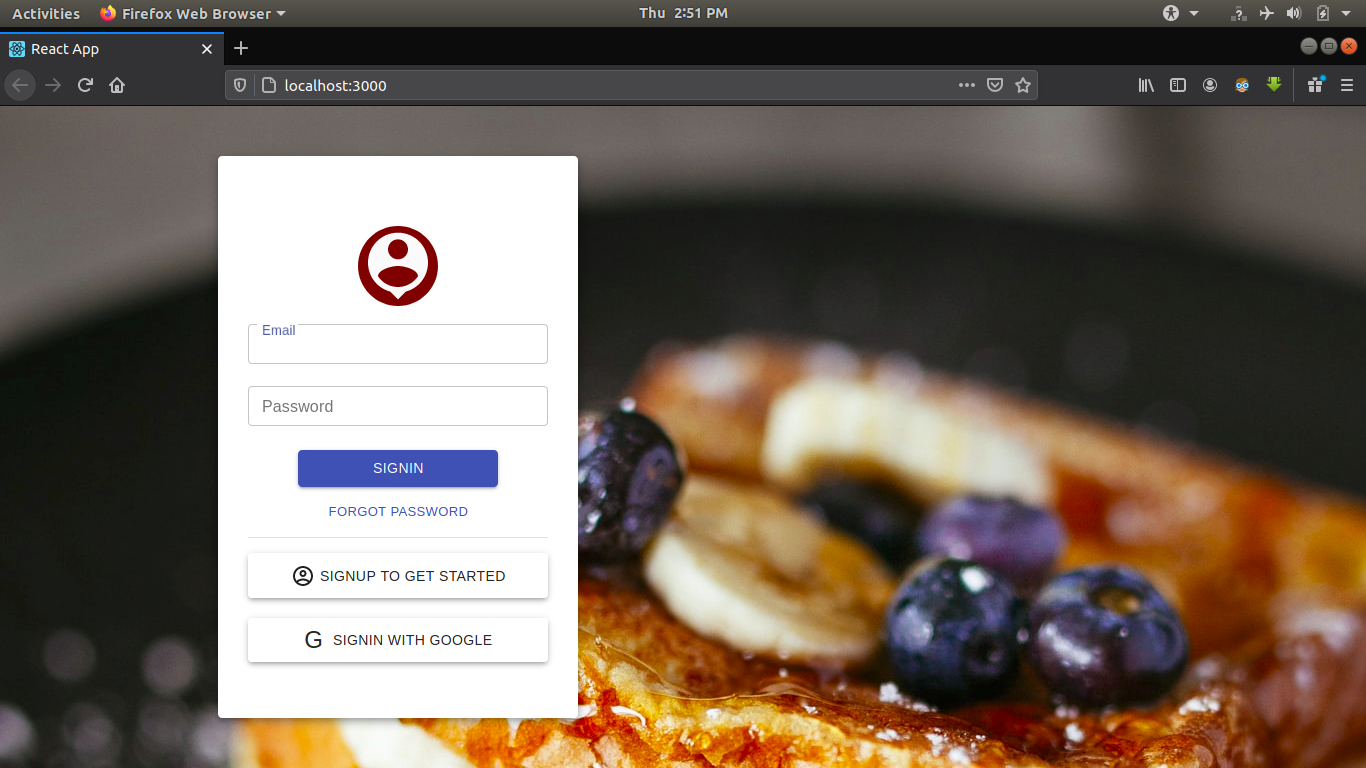 Activities
Firefox Web Browser
Thu 2:51 PM
React App
localhost:3000
Email
Password
SIGNIN
FORGOT PASSWORD
SIGNUP TO GET STARTED
G SIGNIN WITH GOOGLE